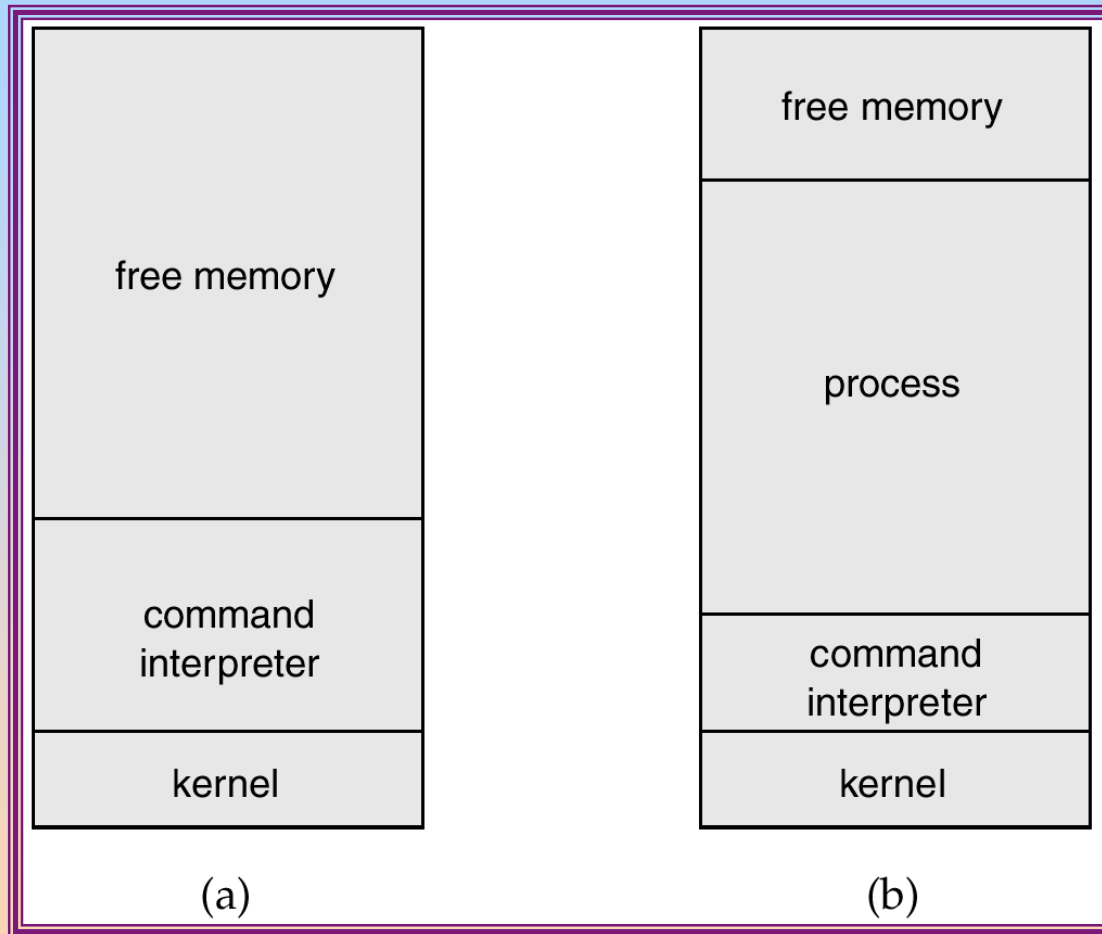 free memory
command
interpreter
kernel
(a)
free memory
process
command
interpreter
kernel
(b)